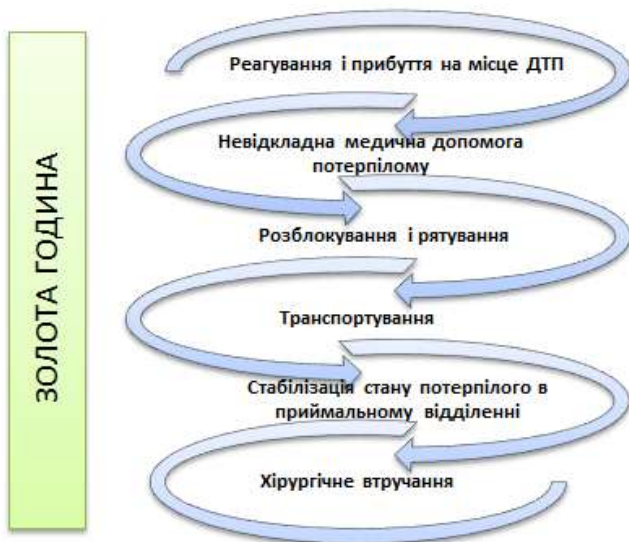 ЗОЛОТА ГОДИНА
Реагування і прибуття на місце ДТП
Невідкладна медична допомога
потерпілому
Розблокування і рятування
Транспортування
Стабілізація стану потерпілого в
приймальному відділенні
Хірургічне втручання